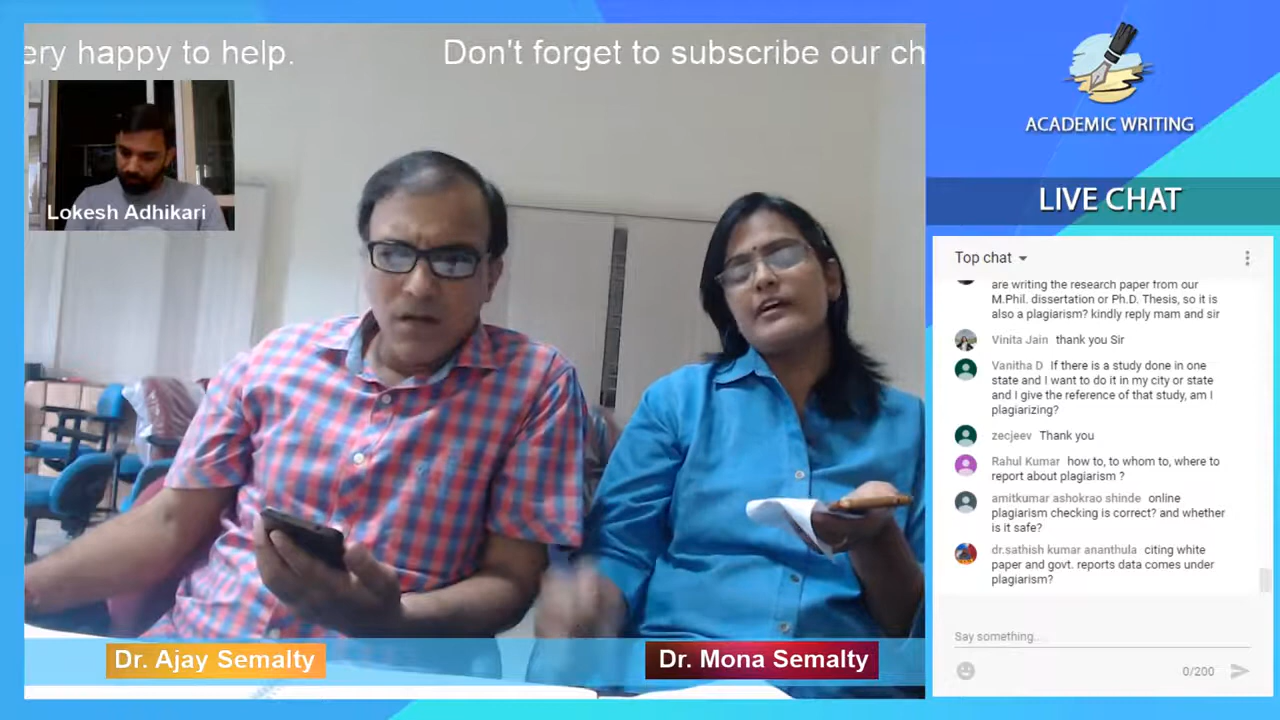 ery happy to help.
Don't forget to subscribe our ch
Lokesh Adhikari
Dr. Ajay Semalty
Dr. Mona Semalty
ACADEMIC WRITING
LIVE CHAT
Top chat
are writing the research paper from our
M.Phil. dissertation or Ph.D. Thesis, so it is
also a plagiarism? kindly reply mam and sir
Vinita Jain thank you Sir
Vanitha D If there is a study done in one
state and I want to do it in my city or state
and I give the reference of that study, am I
plagiarizing?
zecjeev Thank you
Rahul Kumar how to, to whom to, where to
report about plagiarism ?
amitkumar ashokrao shinde online
plagiarism checking is correct? and whether
is it safe?
dr.sathish kumar ananthula citing white
paper and govt. reports data comes under
plagiarism?
Say something...
0/200